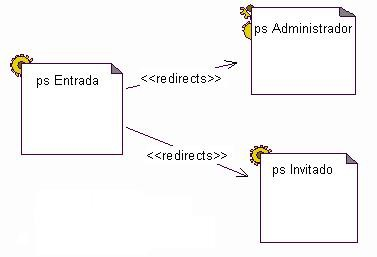 ps Administrador
ps Entrada
<<redirects>>
<<redirects>>
ps Invitado